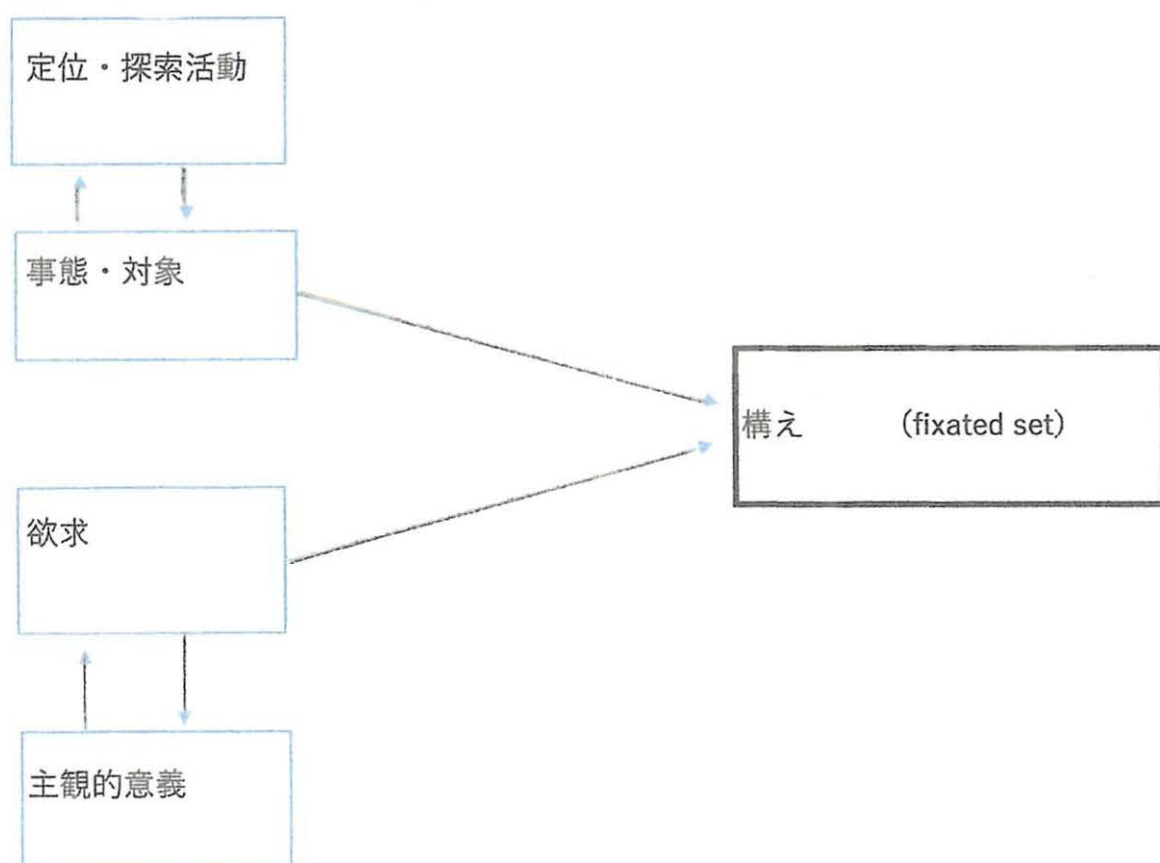 定位・探索活動
事態・対象
構え (fixated set)
欲求
主観的意義